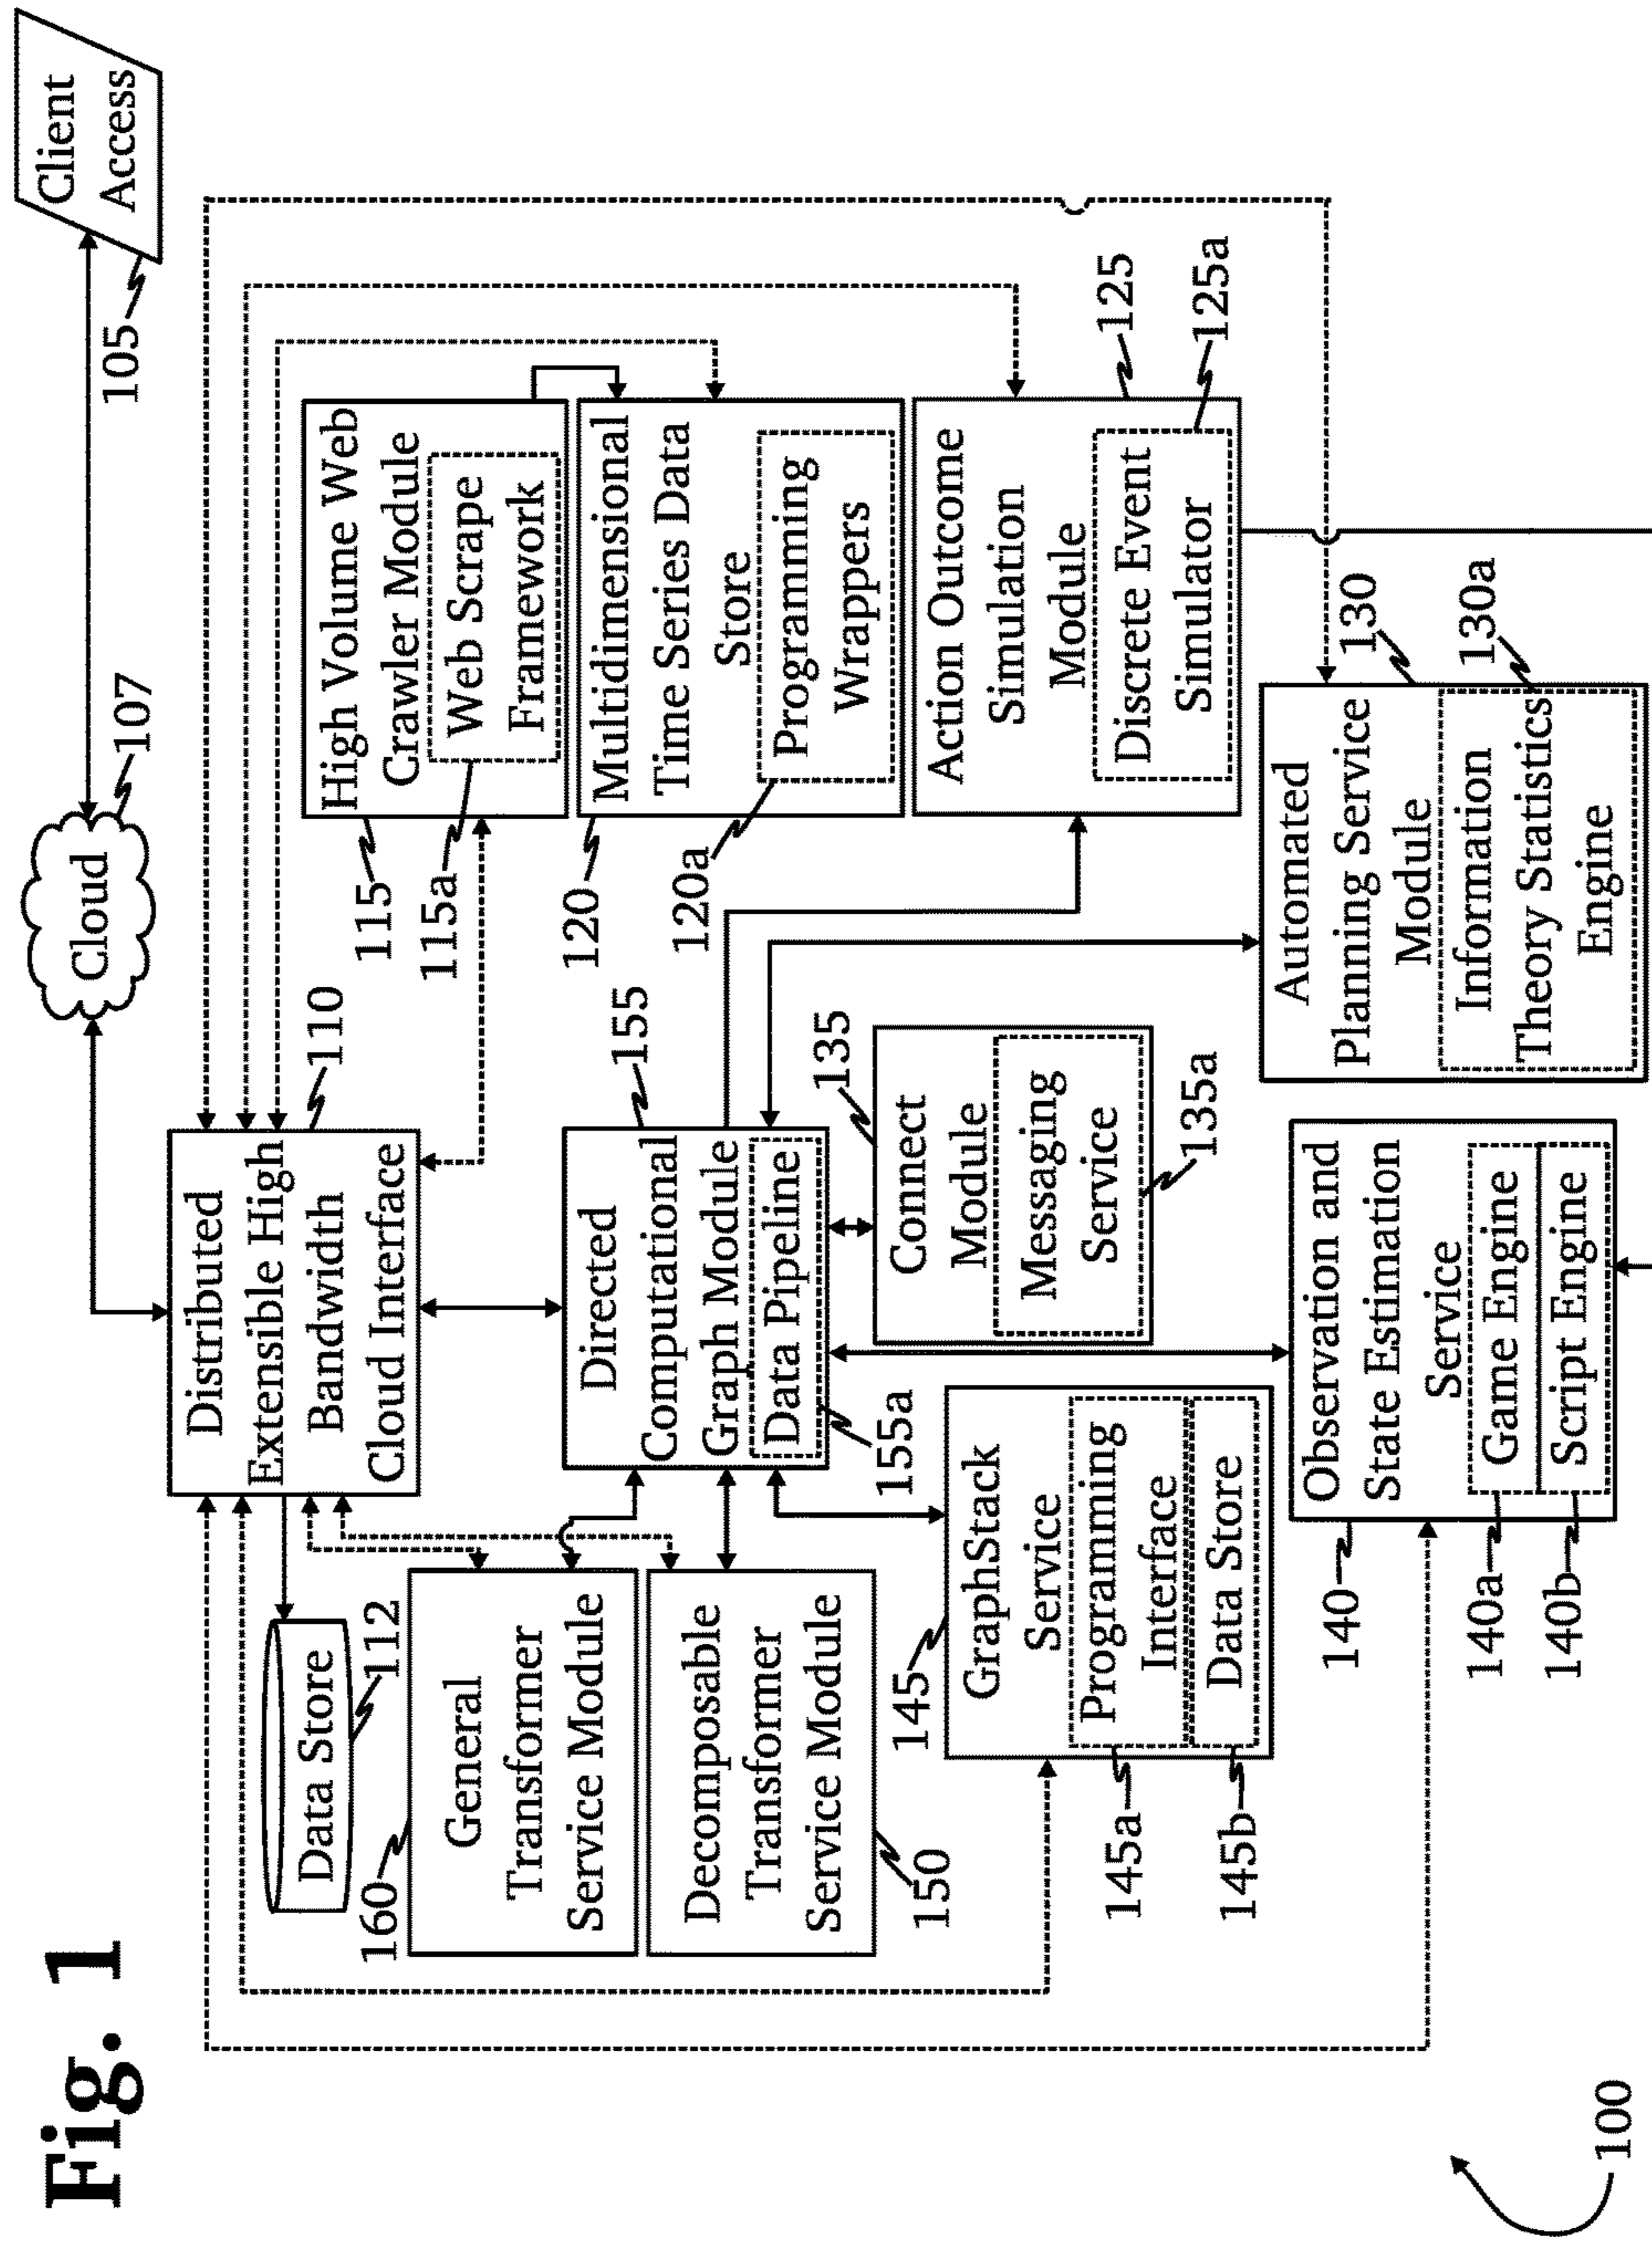 Fig. 1
Client
Access
105
Cloud
107
Distributed
Extensible High
Bandwidth
Cloud Interface
110
Data Store
112
High Volume Web
Grawler Module
Web Scrape
Framework
115
115a
Multidimensional
Time Series Data
Store
Programming
Wrappers
120
120a
Action Outcome
Simulation
Module
Discrete Event
Simulator
125
125a
General
Transformer
Service Module
160
Decomposable
Transformer
Service Module
150
Directed
Computational
Graph Module
Data Pipeline
155
155a
Connect
Module
Messaging
Service
135
135a
GraphStack
Service
Programming
Interface
Data Store
145
145a
145b
Observation and
State Estimation
Service
Game Engine
Script Engine
140
140a
140b
Automated
Planning Service
Module
Information
Theory Statistics
Engine
130
130a
100